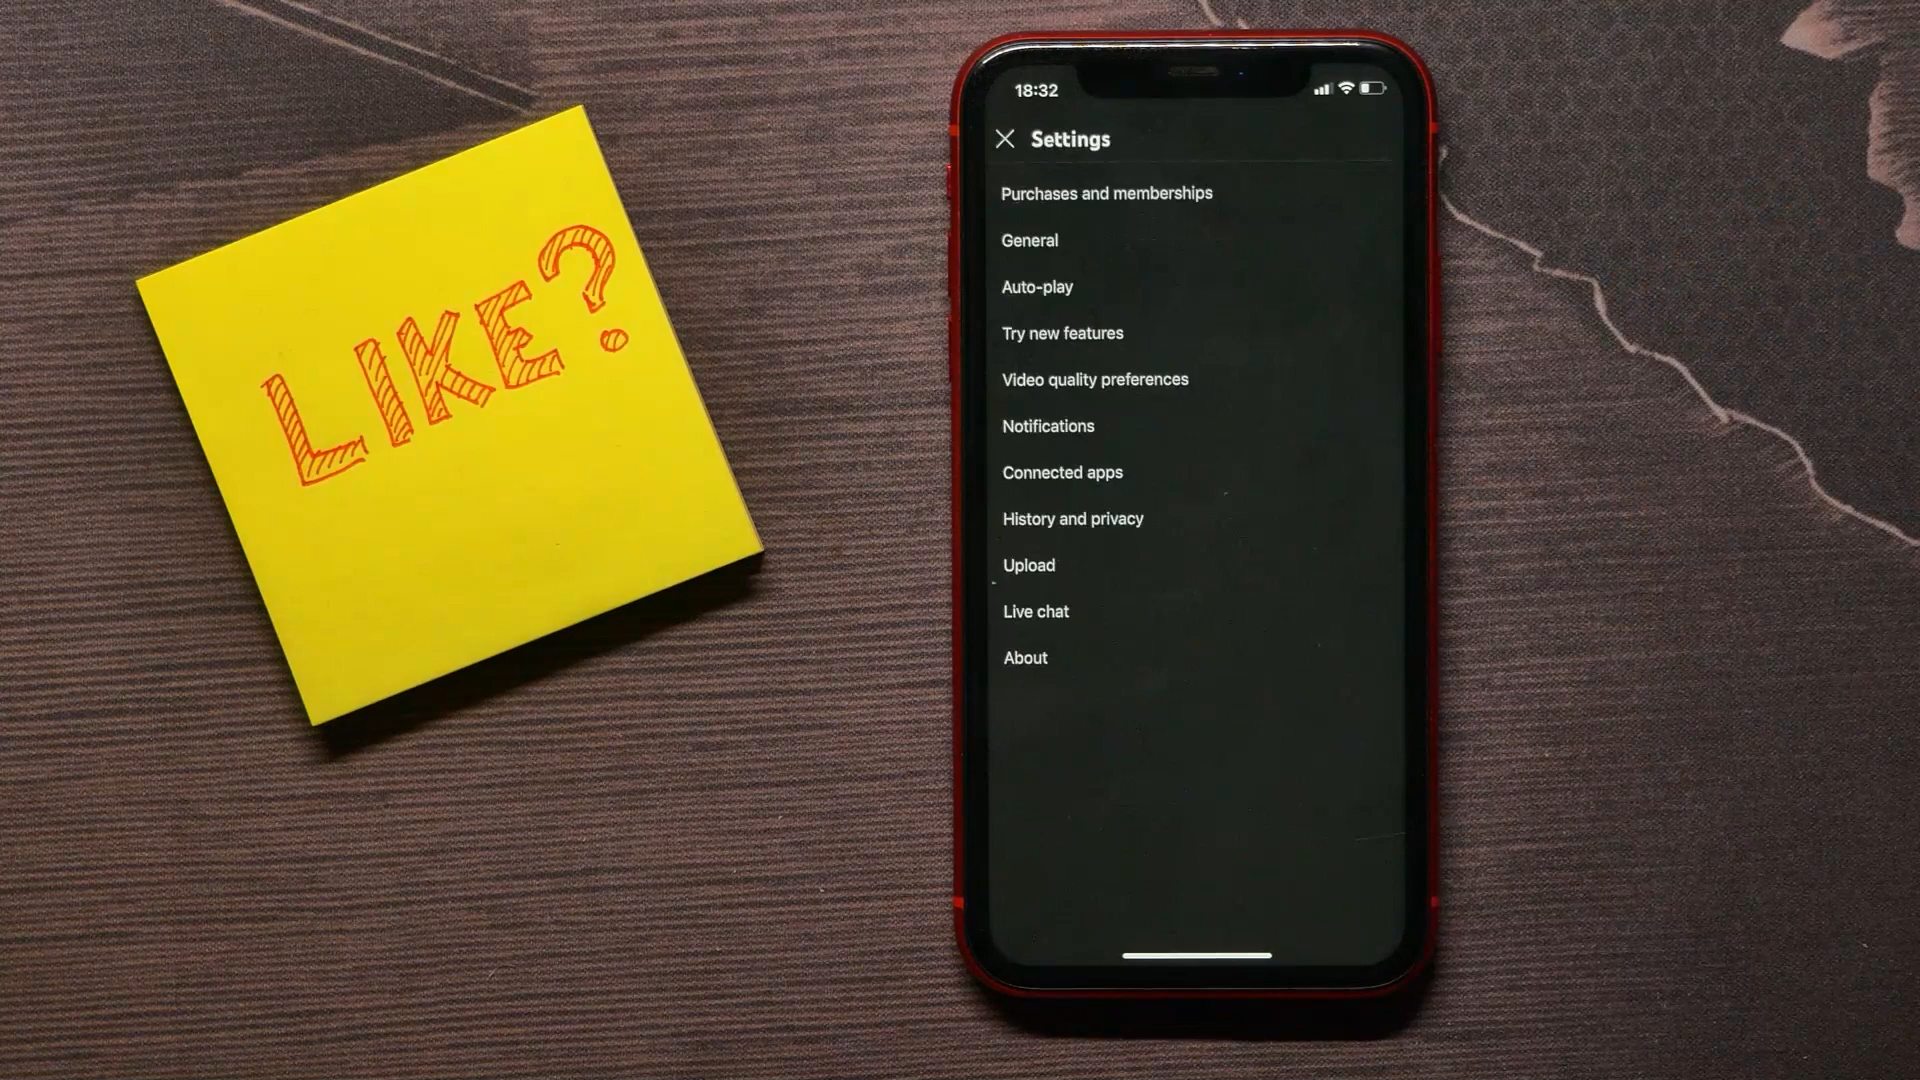 LIKE?
18:32
Settings
Purchases and memberships
General
Auto-play
Try new features
Video quality preferences
Notifications
Connected apps
History and privacy
Upload
Live chat
About